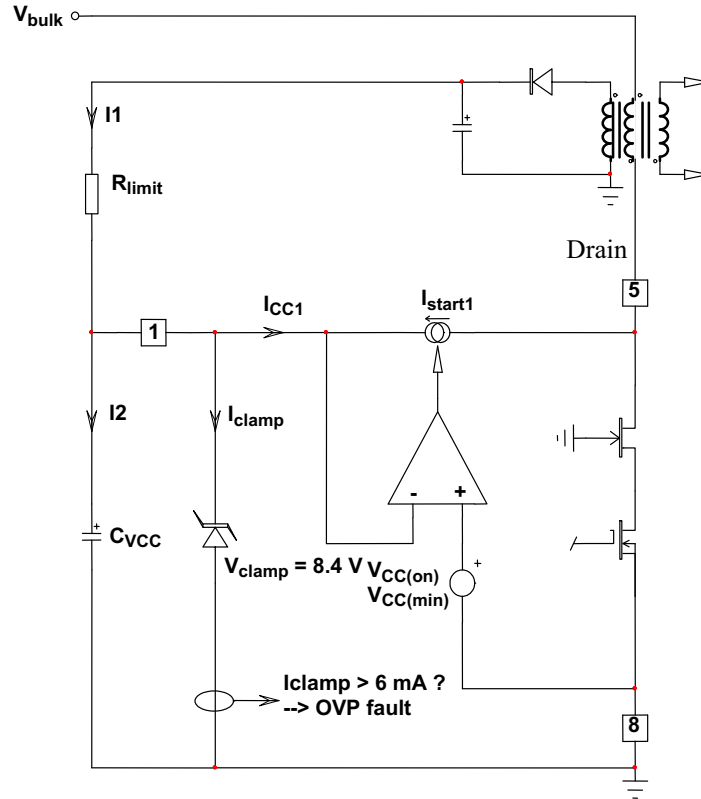 Vbulk
I1
Rlimit
Drain
5
ICC1
Istart1
1
I2
Iclamp
- +
CVCC
Vclamp = 8.4 V
VCC(on)
VCC(min)
Iclamp > 6 mA ?
--> OVP fault
8